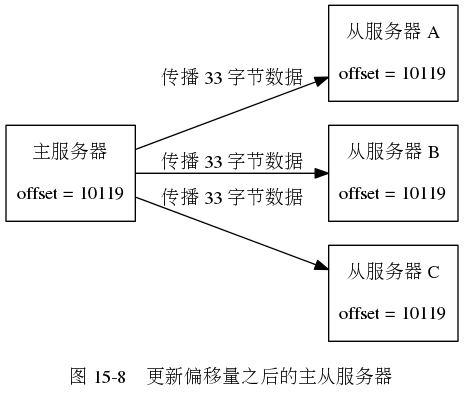 从服务器 A
offset = 10119
传播 33 字节数据
主服务器
offset = 10119
传播 33 字节数据
从服务器 B
offset = 10119
传播 33 字节数据
从服务器 C
offset = 10119
图 15-8 更新偏移量之后的主从服务器